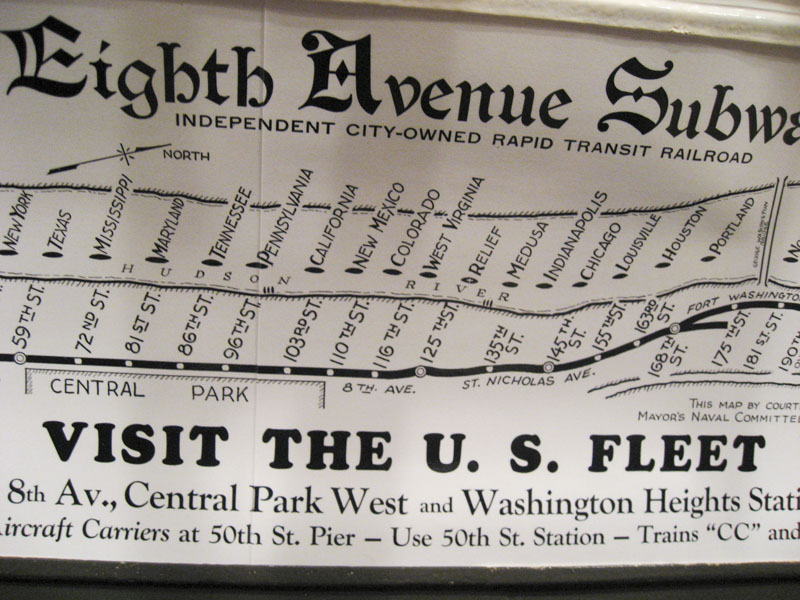 Eighth Avenue Subwa
INDEPENDENT CITY-OWNED RAPID TRANSIT RAILROAD
NORTH
NEW YORK
TEXAS
MISSISSIPPI
MARYLAND
TENNESSEE
PENNSYLVANIA
CALIFORNIA
NEW MEXICO
COLORADO
WEST VIRGINIA
RELIEF
MEDUSA
INDIANAPOLIS
CHICAGO
LOUISVILLE
HOUSTON
PORTLAND
HUDSON RIVER
59TH ST.
72ND ST.
81ST ST.
86TH ST.
96TH ST.
103RD ST.
110TH ST.
116TH ST.
125TH ST.
135TH ST.
145TH ST.
155TH ST.
163RD ST.
168TH ST.
175TH ST.
181 ST. ST.
190TH
FORT WASHINGTON
CENTRAL PARK
8TH. AVE.
ST. NICHOLAS AVE.
THIS MAP BY COURT
MAYOR'S NAVAL COMMITTE
VISIT THE U. S. FLEET
8th Av., Central Park West and Washington Heights Stati
ircraft Carriers at 50th St. Pier – Use 50th St. Station – Trains "CC" and